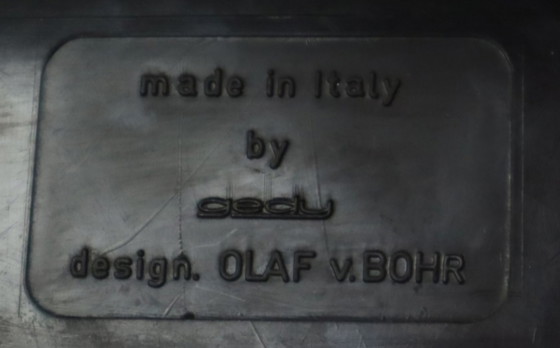 made in Italy
by
gedy
design. OLAF v. BOHR